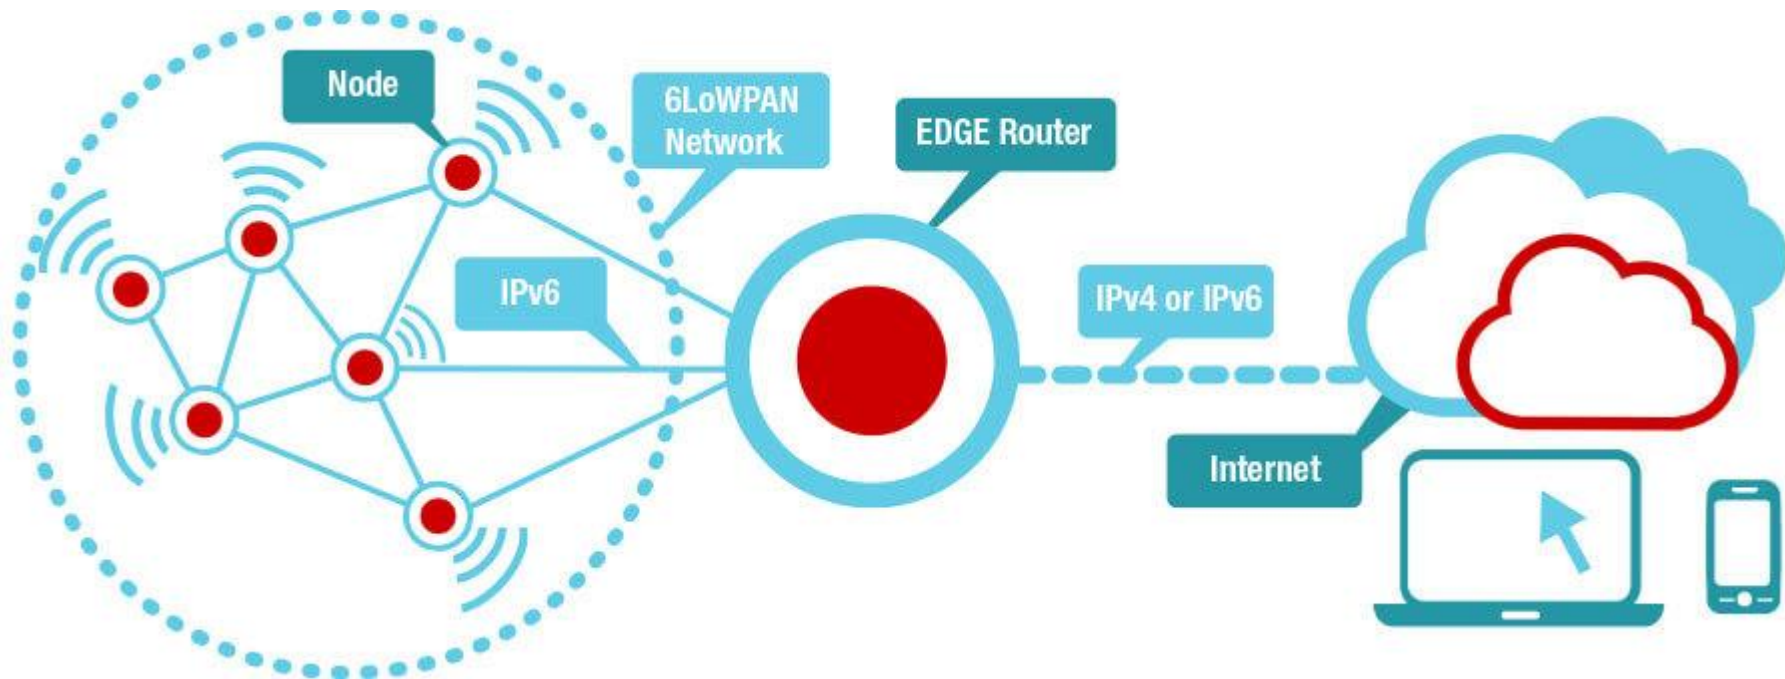 Node
6LoWPAN
Network
EDGE Router
IPv6
IPv4 or IPv6
Internet